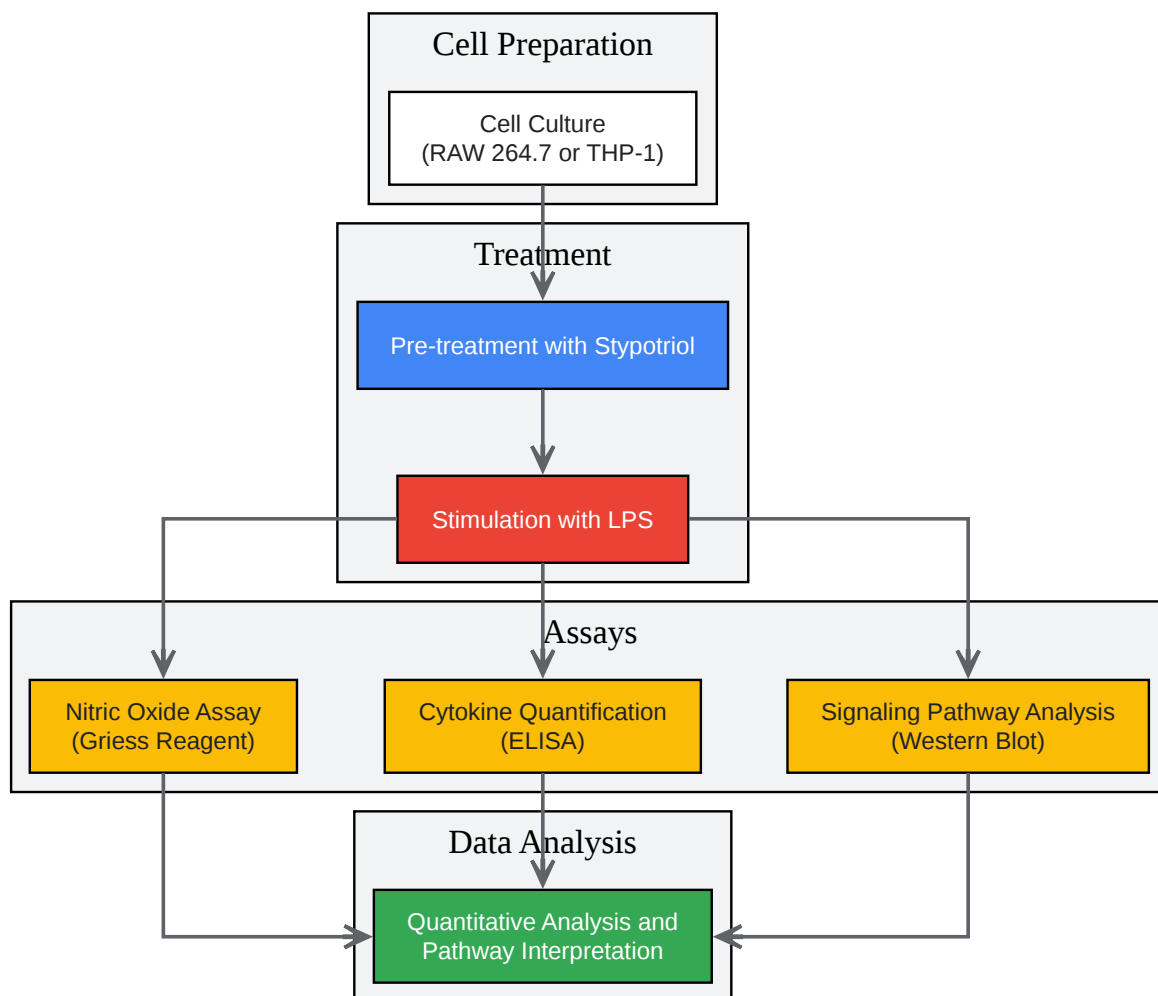 Cell Preparation
Cell Culture
(RAW 264.7 or THP-1)
Treatment
Pre-treatment with Stypotriol
Stimulation with LPS
Assays
Nitric Oxide Assay
(Griess Reagent)
Cytokine Quantification
(ELISA)
Signaling Pathway Analysis
(Western Blot)
Data Analysis
Quantitative Analysis and
Pathway Interpretation